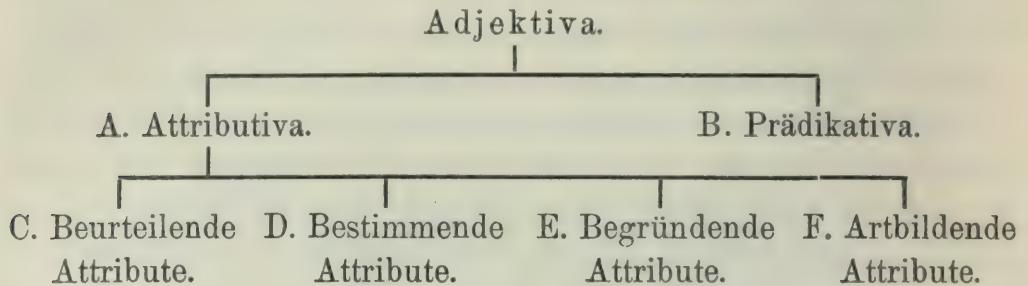 Adjektiva.
A. Attributiva. B. Prädikativa.
C. Beurteilende D. Bestimmende E. Begründende F. Artbildende
Attribute. Attribute. Attribute. Attribute.